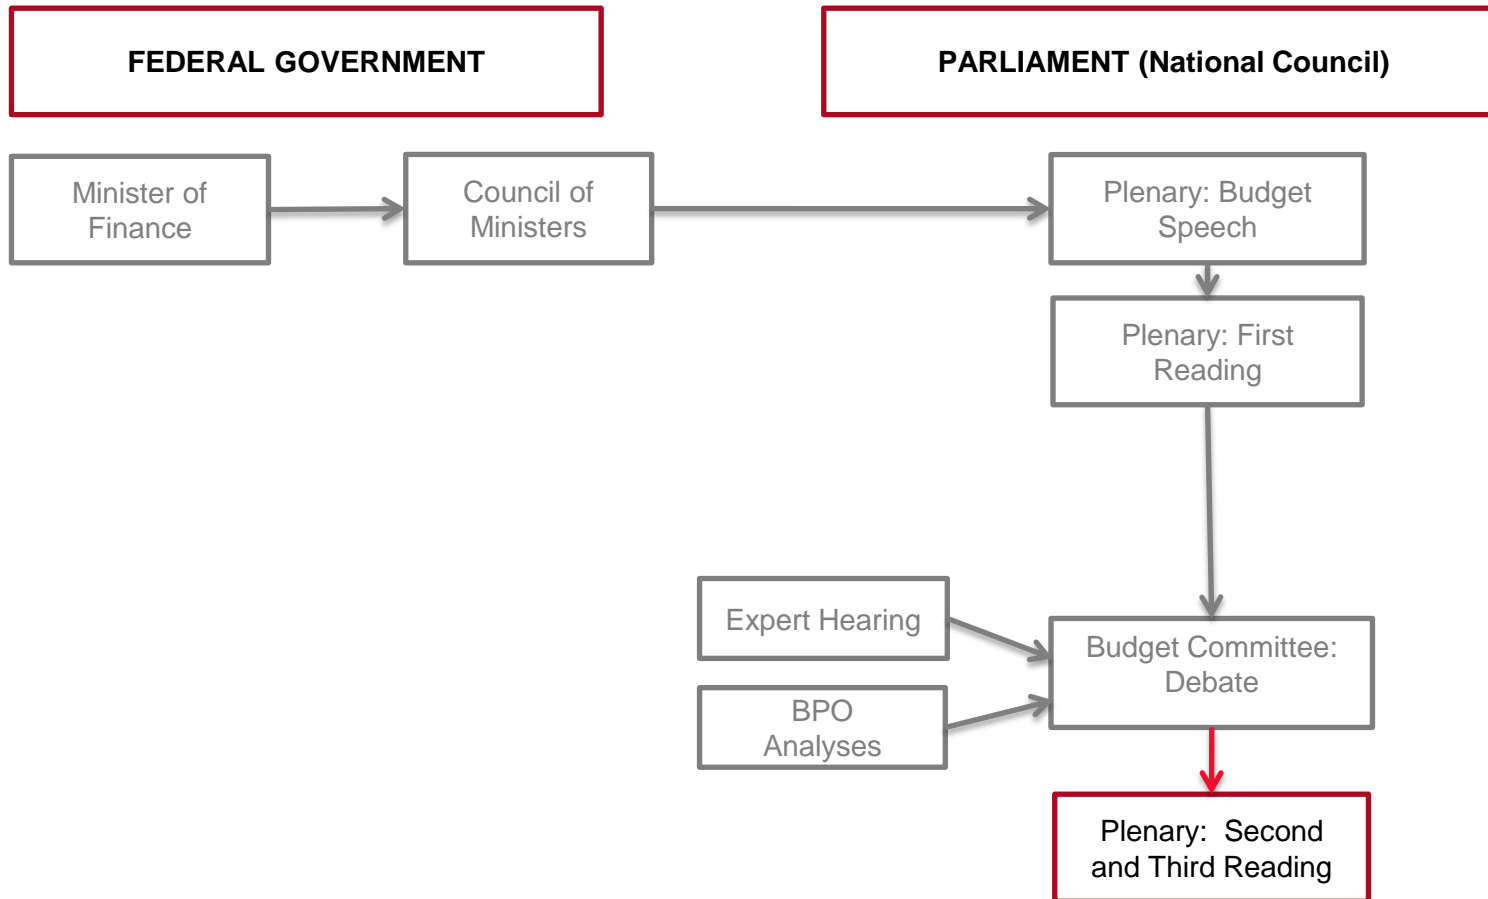 FEDERAL GOVERNMENT
PARLIAMENT (National Council)
Minister of
Finance
Council of
Ministers
Plenary: Budget
Speech
Plenary: First
Reading
Expert Hearing
BPO
Analyses
Budget Committee:
Debate
Plenary:  Second
and Third Reading